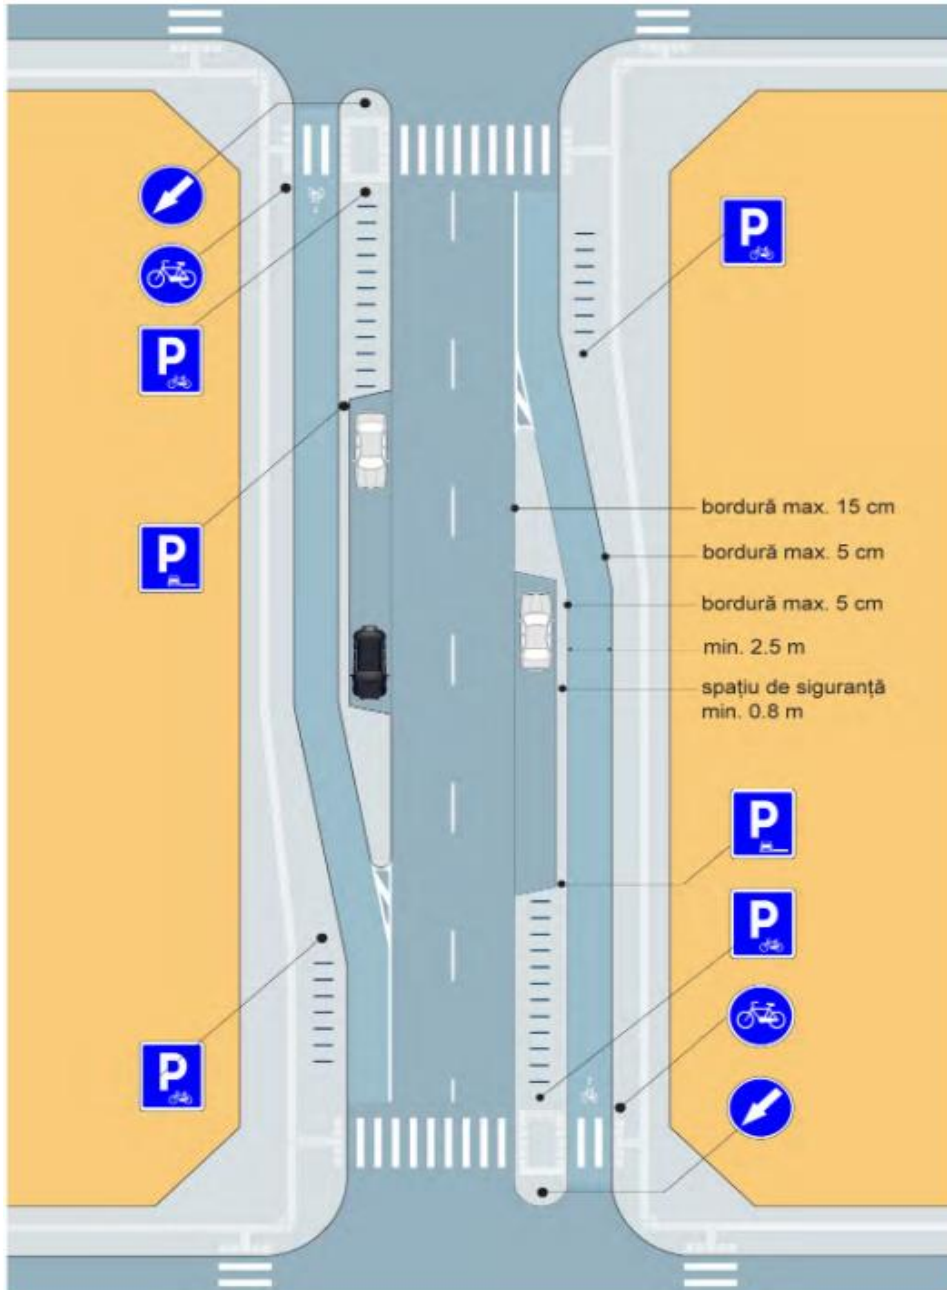 P
P
P
bordură max. 15 cm
bordură max. 5 cm
bordură max. 5 cm
min. 2.5 m
spațiu de siguranță
min. 0.8 m
P
P
P